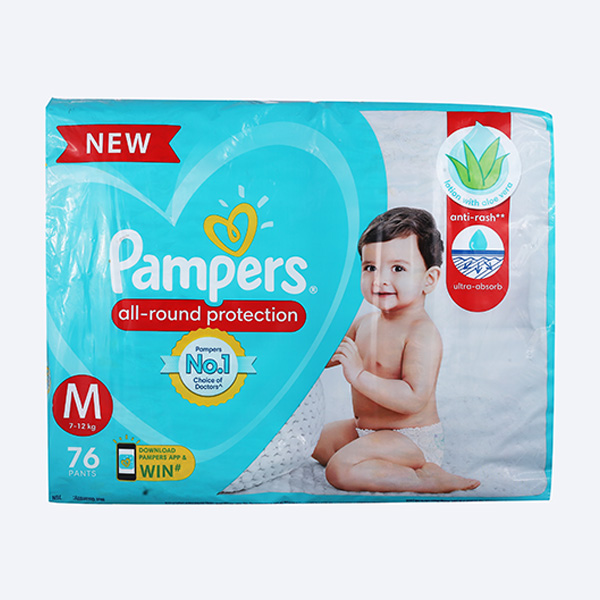 NEW
Pampers®
all-round protection
Pampers
No.1
Choice of
Doctors^
M
7-12 kg
76
PANTS
DOWNLOAD
PAMPERS APP &
WIN#
lotion with aloe vera
anti-rash**
ultra-absorb